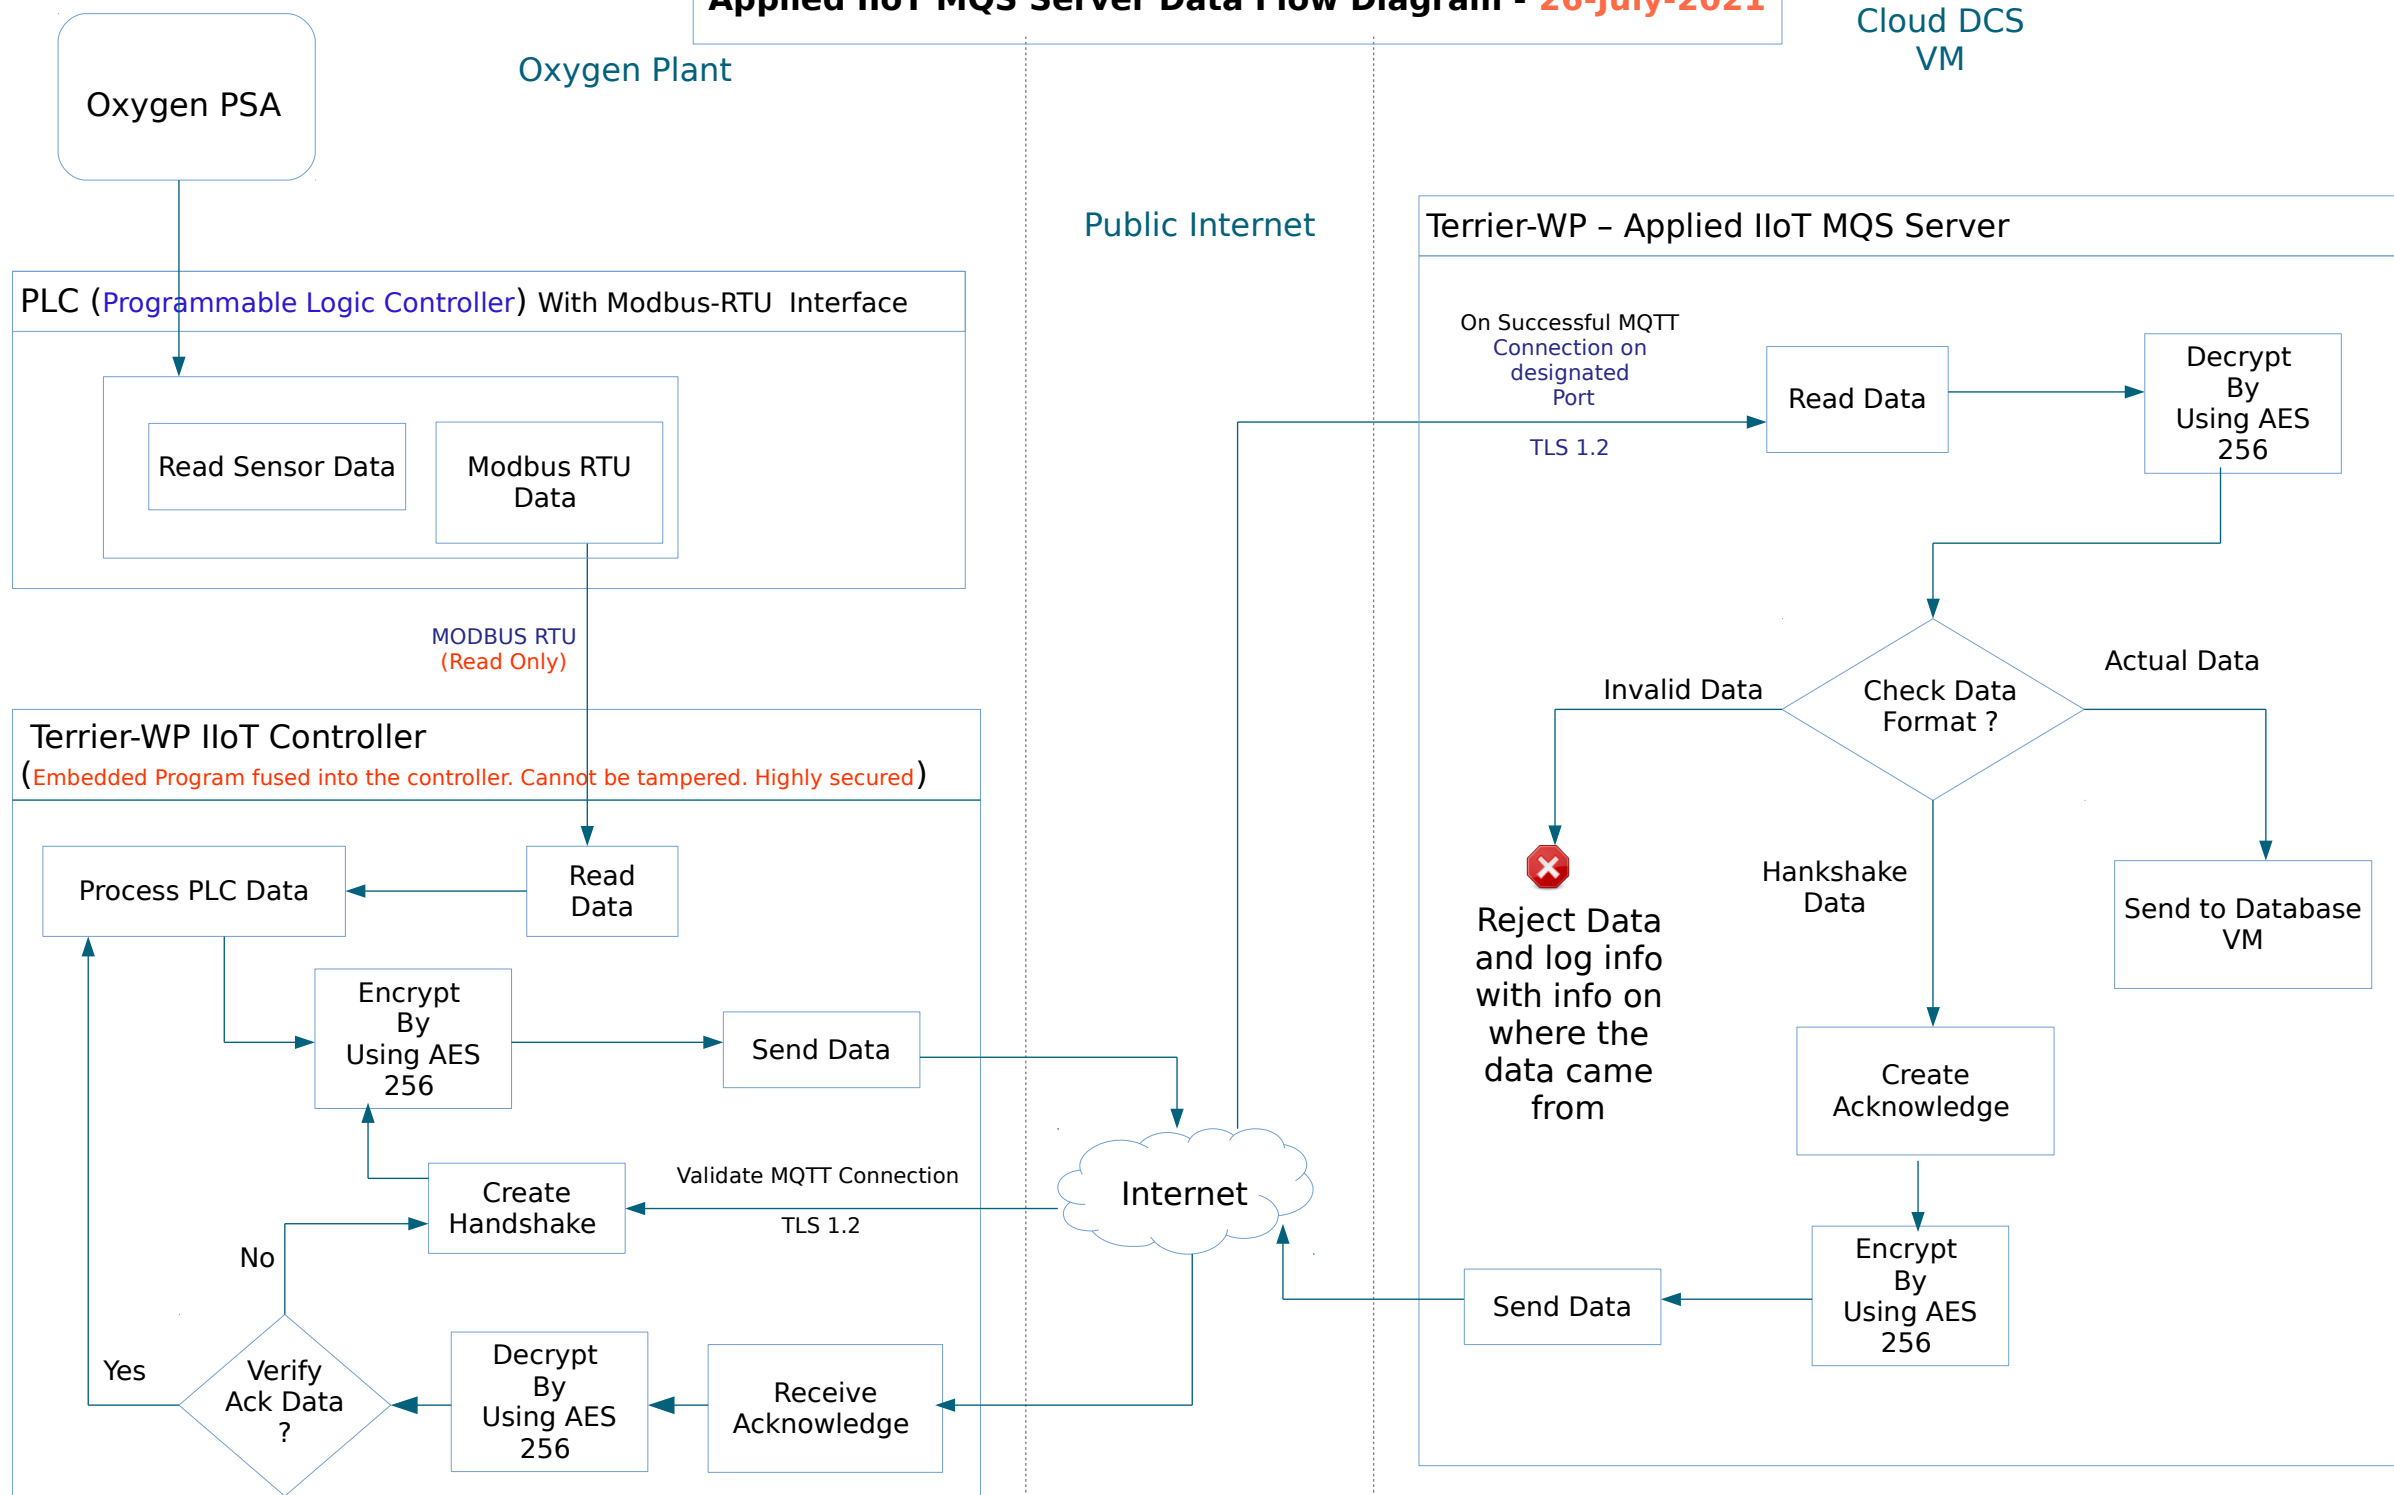 Applied IIoT MQS Server Data Flow Diagram - 26-July-2021
Cloud DCS
VM
Oxygen Plant
Oxygen PSA
Public Internet
Terrier-WP – Applied IIoT MQS Server
PLC (Programmable Logic Controller) With Modbus-RTU Interface
On Successful MQTT
Connection on
designated
Port
TLS 1.2
Read Data
Decrypt
By
Using AES
256
Read Sensor Data
Modbus RTU
Data
MODBUS RTU
(Read Only)
Invalid Data
Check Data
Format ?
Actual Data
Terrier-WP IIoT Controller
(Embedded Program fused into the controller. Cannot be tampered. Highly secured)
Process PLC Data
Read
Data
Hankshake
Data
Send to Database
VM
Reject Data
and log info
with info on
where the
data came
from
Encrypt
By
Using AES
256
Send Data
Create
Acknowledge
Validate MQTT Connection
TLS 1.2
Internet
Create
Handshake
No
Encrypt
By
Using AES
256
Send Data
Yes
Verify
Ack Data
?
Decrypt
By
Using AES
256
Receive
Acknowledge